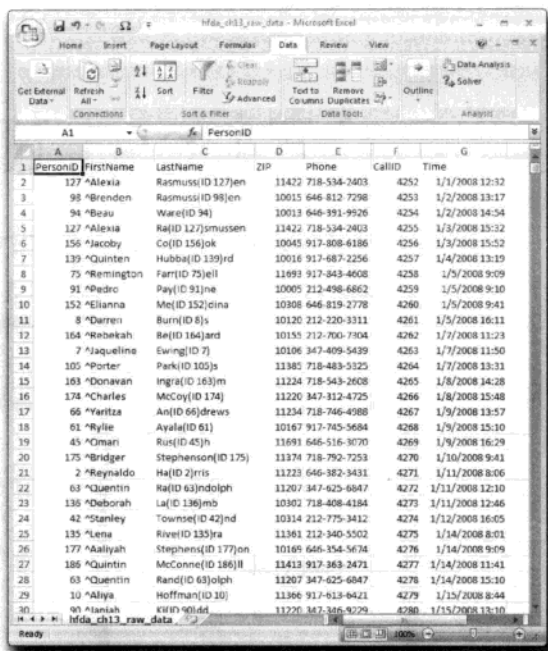 hfda_ch13_raw_data - Microsoft Excel
Home Insert Page Layout Formulas Data Review View
Get External Data Refresh All Sort Filter Clear Reapply Advanced Text to Columns Remove Duplicates Outline Data Analysis Solver
Connections Sort & Filter Data Tools Analysis
A1 fx PersonID
A B C D E F G
1 PersonID FirstName LastName ZIP Phone CallID Time
2 127 ^Alexia Rasmuss(ID 127)en 11422 718-534-2403 4252 1/1/2008 12:32
3 98 ^Brenden Rasmuss(ID 98)en 10015 646-812-7298 4253 1/2/2008 13:17
4 94 ^Beau Ware(ID 94) 10013 646-391-9926 4254 1/2/2008 14:54
5 127 ^Alexia Ra(ID 127)smussen 11422 718-534-2403 4255 1/3/2008 15:32
6 156 ^Jacoby Co(ID 156)ok 10045 917-808-6186 4256 1/3/2008 15:52
7 139 ^Quinten Hubba(ID 139)rd 10016 917-687-2256 4257 1/4/2008 13:19
8 75 ^Remington Farr(ID 75)ell 11693 917-843-4608 4258 1/5/2008 9:09
9 91 ^Pedro Pay(ID 91)ne 10005 212-498-6862 4259 1/5/2008 9:10
10 152 ^Elianna Me(ID 152)dina 10308 646-819-2778 4260 1/5/2008 9:41
11 8 ^Darren Burn(ID 8)s 10120 212-220-3311 4261 1/5/2008 16:11
12 164 ^Rebekah Be(ID 164)ard 10155 212-700-7304 4262 1/7/2008 11:23
13 7 ^Jaqueline Ewing(ID 7) 10106 347-409-5439 4263 1/7/2008 11:50
14 105 ^Porter Park(ID 105)s 11385 718-483-5325 4264 1/7/2008 13:31
15 163 ^Donavan Ingra(ID 163)m 11224 718-543-2608 4265 1/8/2008 14:28
16 174 ^Charles McCoy(ID 174) 11220 347-312-4725 4266 1/8/2008 15:48
17 66 ^Yaritza An(ID 66)drews 11234 718-746-4988 4267 1/9/2008 13:57
18 61 ^Rylie Ayala(ID 61) 10167 917-745-5684 4268 1/9/2008 15:10
19 45 ^Omari Rus(ID 45)h 11691 646-516-3070 4269 1/9/2008 16:29
20 175 ^Bridger Stephenson(ID 175) 11374 718-792-7253 4270 1/10/2008 9:41
21 2 ^Reynaldo Ha(ID 2)rris 11223 646-382-3431 4271 1/11/2008 8:06
22 63 ^Quentin Ra(ID 63)ndolph 11207 347-625-6847 4272 1/11/2008 12:10
23 136 ^Deborah La(ID 136)mb 10302 718-408-4184 4273 1/11/2008 12:46
24 42 ^Stanley Townse(ID 42)nd 10314 212-775-3412 4274 1/12/2008 16:05
25 135 ^Lena Rive(ID 135)ra 11361 212-340-5502 4275 1/14/2008 8:01
26 177 ^Aaliyah Stephens(ID 177)on 10169 646-354-5674 4276 1/14/2008 9:09
27 186 ^Quintin McConne(ID 186)ll 11413 917-363-2471 4277 1/14/2008 11:41
28 63 ^Quentin Rand(ID 63)olph 11207 347-625-6847 4278 1/14/2008 15:10
29 10 ^Aliya Hoffman(ID 10) 11366 917-613-6421 4279 1/15/2008 8:44
30 90 ^Janiah Ki(ID 90)dd 11220 347-346-9229 4280 1/15/2008 13:10
hfda_ch13_raw_data
Ready 100%